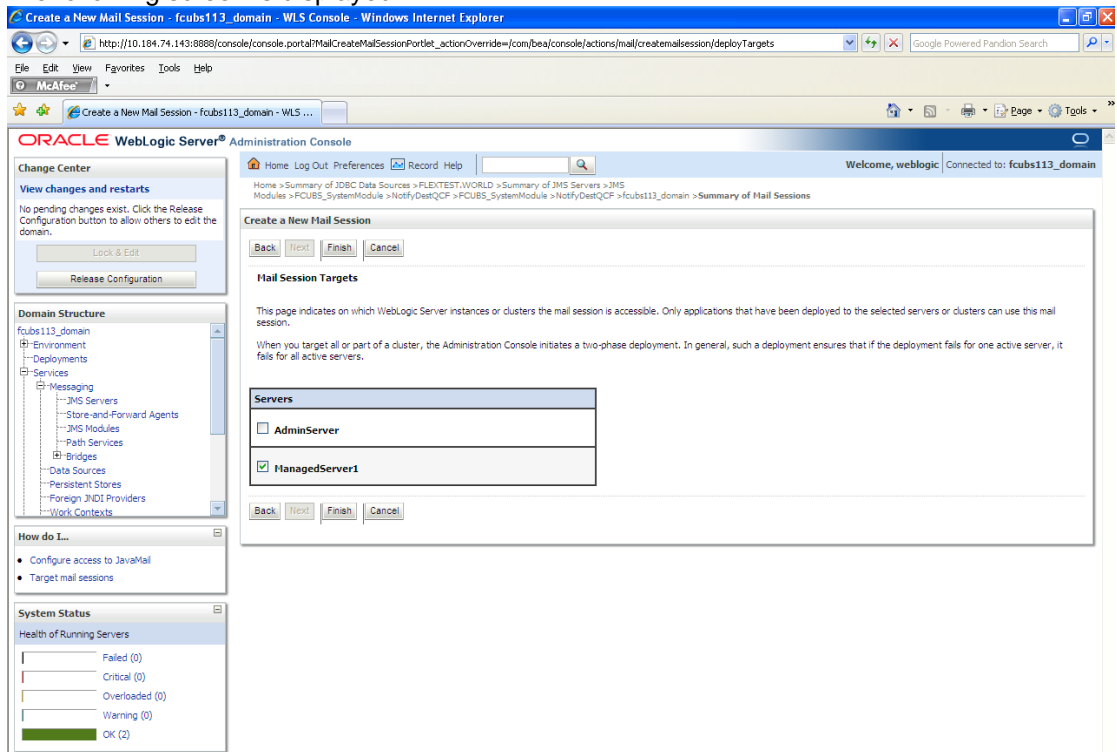 Create a New Mail Session - fcubs113_domain - WLS Console - Windows Internet Explorer
http://10.184.74.143:8888/console/console.portal?MailCreateMailSessionPortlet_actionOverride=/com/bea/console/actions/mail/createmailsession/deployTargets
Google Powered Pandion Search
File Edit View Favorites Tools Help
McAfee
Create a New Mail Session - fcubs113_domain - WLS ...
Page Tools
ORACLE WebLogic Server® Administration Console
Change Center
View changes and restarts
No pending changes exist. Click the Release
Configuration button to allow others to edit the
domain.
Lock & Edit
Release Configuration
Domain Structure
fcubs113_domain
Environment
Deployments
Services
Messaging
JMS Servers
Store-and-Forward Agents
JMS Modules
Path Services
Bridges
Data Sources
Persistent Stores
Foreign JNDI Providers
Work Contexts
How do I...
Configure access to JavaMail
Target mail sessions
System Status
Health of Running Servers
Failed (0)
Critical (0)
Overloaded (0)
Warning (0)
OK (2)
Home Log Out Preferences Record Help
Welcome, weblogic Connected to: fcubs113_domain
Home >Summary of JDBC Data Sources >FLEXTEST.WORLD >Summary of JMS Servers >JMS
Modules >FCUBS_SystemModule >NotifyDestQCF >FCUBS_SystemModule >NotifyDestQCF >fcubs113_domain >Summary of Mail Sessions
Create a New Mail Session
Back Next Finish Cancel
Mail Session Targets
This page indicates on which WebLogic Server instances or clusters the mail session is accessible. Only applications that have been deployed to the selected servers or clusters can use this mail
session.
When you target all or part of a cluster, the Administration Console initiates a two-phase deployment. In general, such a deployment ensures that if the deployment fails for one active server, it
fails for all active servers.
Servers
AdminServer
ManagedServer1
Back Next Finish Cancel